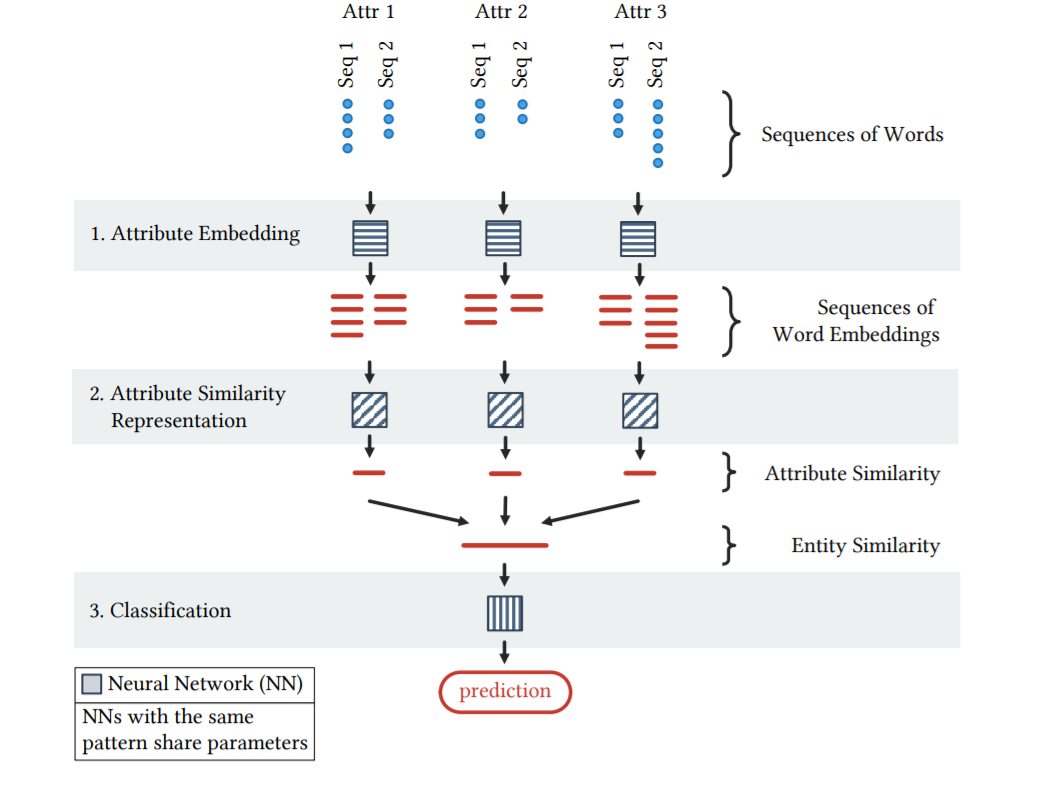 Attr 1 Attr 2 Attr 3
Seq 1 Seq 2 Seq 1 Seq 2 Seq 1 Seq 2
Sequences of Words
1. Attribute Embedding
Sequences of
Word Embeddings
2. Attribute Similarity
Representation
Attribute Similarity
Entity Similarity
3. Classification
prediction
Neural Network (NN)
NNs with the same
pattern share parameters